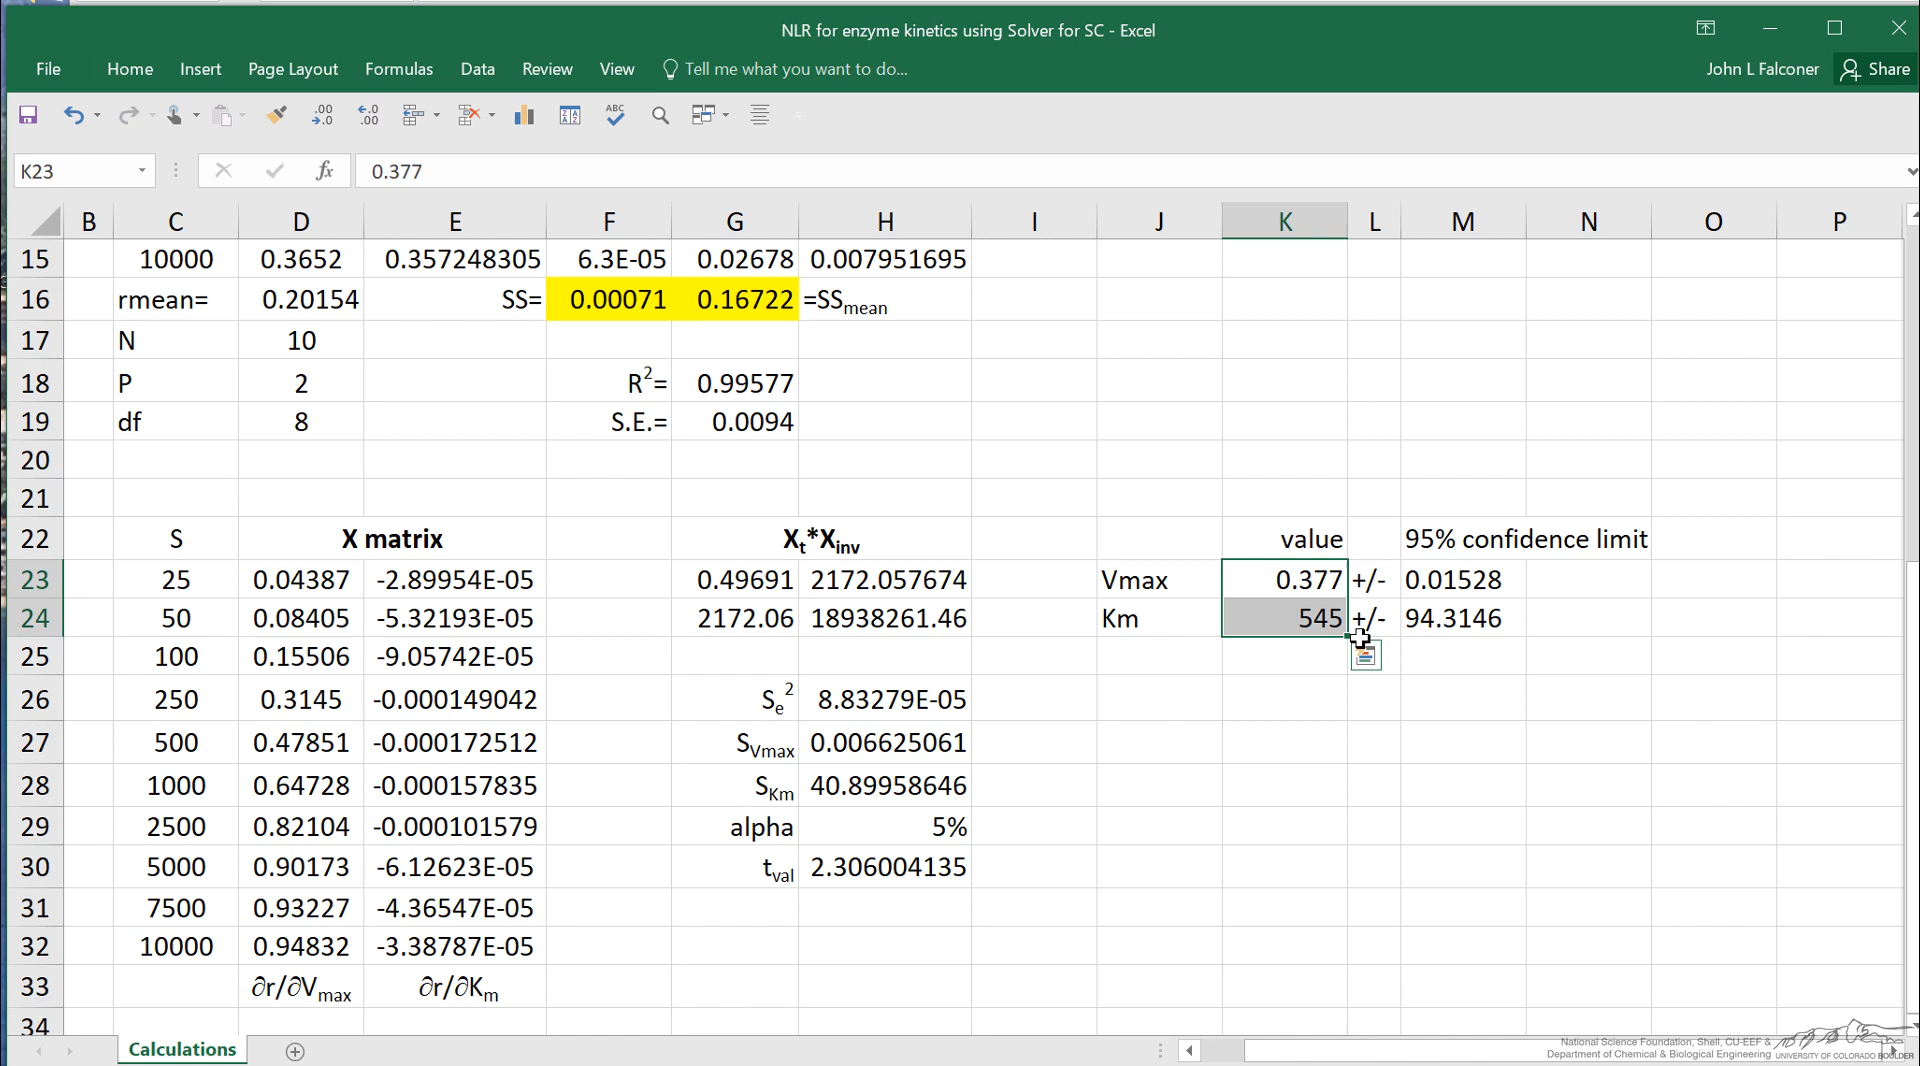 NLR for enzyme kinetics using Solver for SC - Excel
File Home Insert Page Layout Formulas Data Review View Tell me what you want to do... John L Falconer Share
.00 →.0 ←.0 .00 ABC
K23 fx 0.377
B C D E F G H I J K L M N O P
15 10000 0.3652 0.357248305 6.3E-05 0.02678 0.007951695
16 rmean= 0.20154 SS= 0.00071 0.16722 =SSmean
17 N 10
18 P 2 R2= 0.99577
19 df 8 S.E.= 0.0094
20
21
22 S X matrix Xt*Xinv value 95% confidence limit
23 25 0.04387 -2.89954E-05 0.49691 2172.057674 Vmax 0.377 +/- 0.01528
24 50 0.08405 -5.32193E-05 2172.06 18938261.46 Km 545 +/- 94.3146
25 100 0.15506 -9.05742E-05
26 250 0.3145 -0.000149042 Se2 8.83279E-05
27 500 0.47851 -0.000172512 SVmax 0.006625061
28 1000 0.64728 -0.000157835 SKm 40.89958646
29 2500 0.82104 -0.000101579 alpha 5%
30 5000 0.90173 -6.12623E-05 tval 2.306004135
31 7500 0.93227 -4.36547E-05
32 10000 0.94832 -3.38787E-05
33 ∂r/∂Vmax ∂r/∂Km
34
Calculations
National Science Foundation, Shell, CU-EEF &
Department of Chemical & Biological Engineering UNIVERSITY OF COLORADO BOULDER